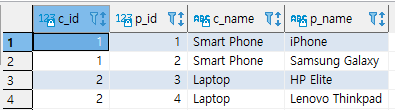 c_id p_id c_name p_name
1 1 1 Smart Phone iPhone
2 1 2 Smart Phone Samsung Galaxy
3 2 3 Laptop HP Elite
4 2 4 Laptop Lenovo Thinkpad